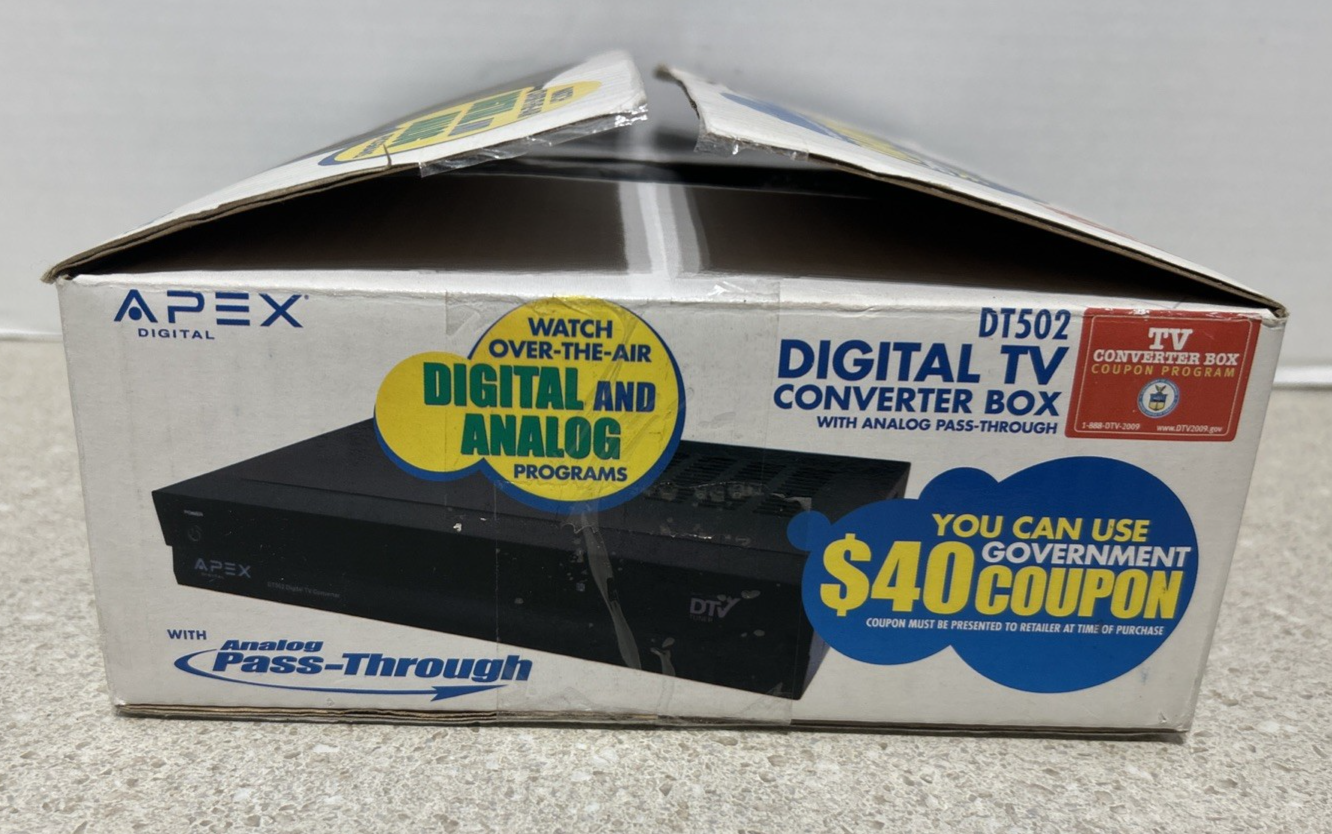 APEX
DIGITAL
WATCH
OVER-THE-AIR
DIGITAL AND
ANALOG
PROGRAMS
DT502
DIGITAL TV
CONVERTER BOX
WITH ANALOG PASS-THROUGH
TV
CONVERTER BOX
COUPON PROGRAM
1-888-DTV-2009 www.DTV2009.gov
YOU CAN USE
$40 GOVERNMENT
COUPON
COUPON MUST BE PRESENTED TO RETAILER AT TIME OF PURCHASE
POWER
APEX
DTV
WITH Analog
Pass-Through